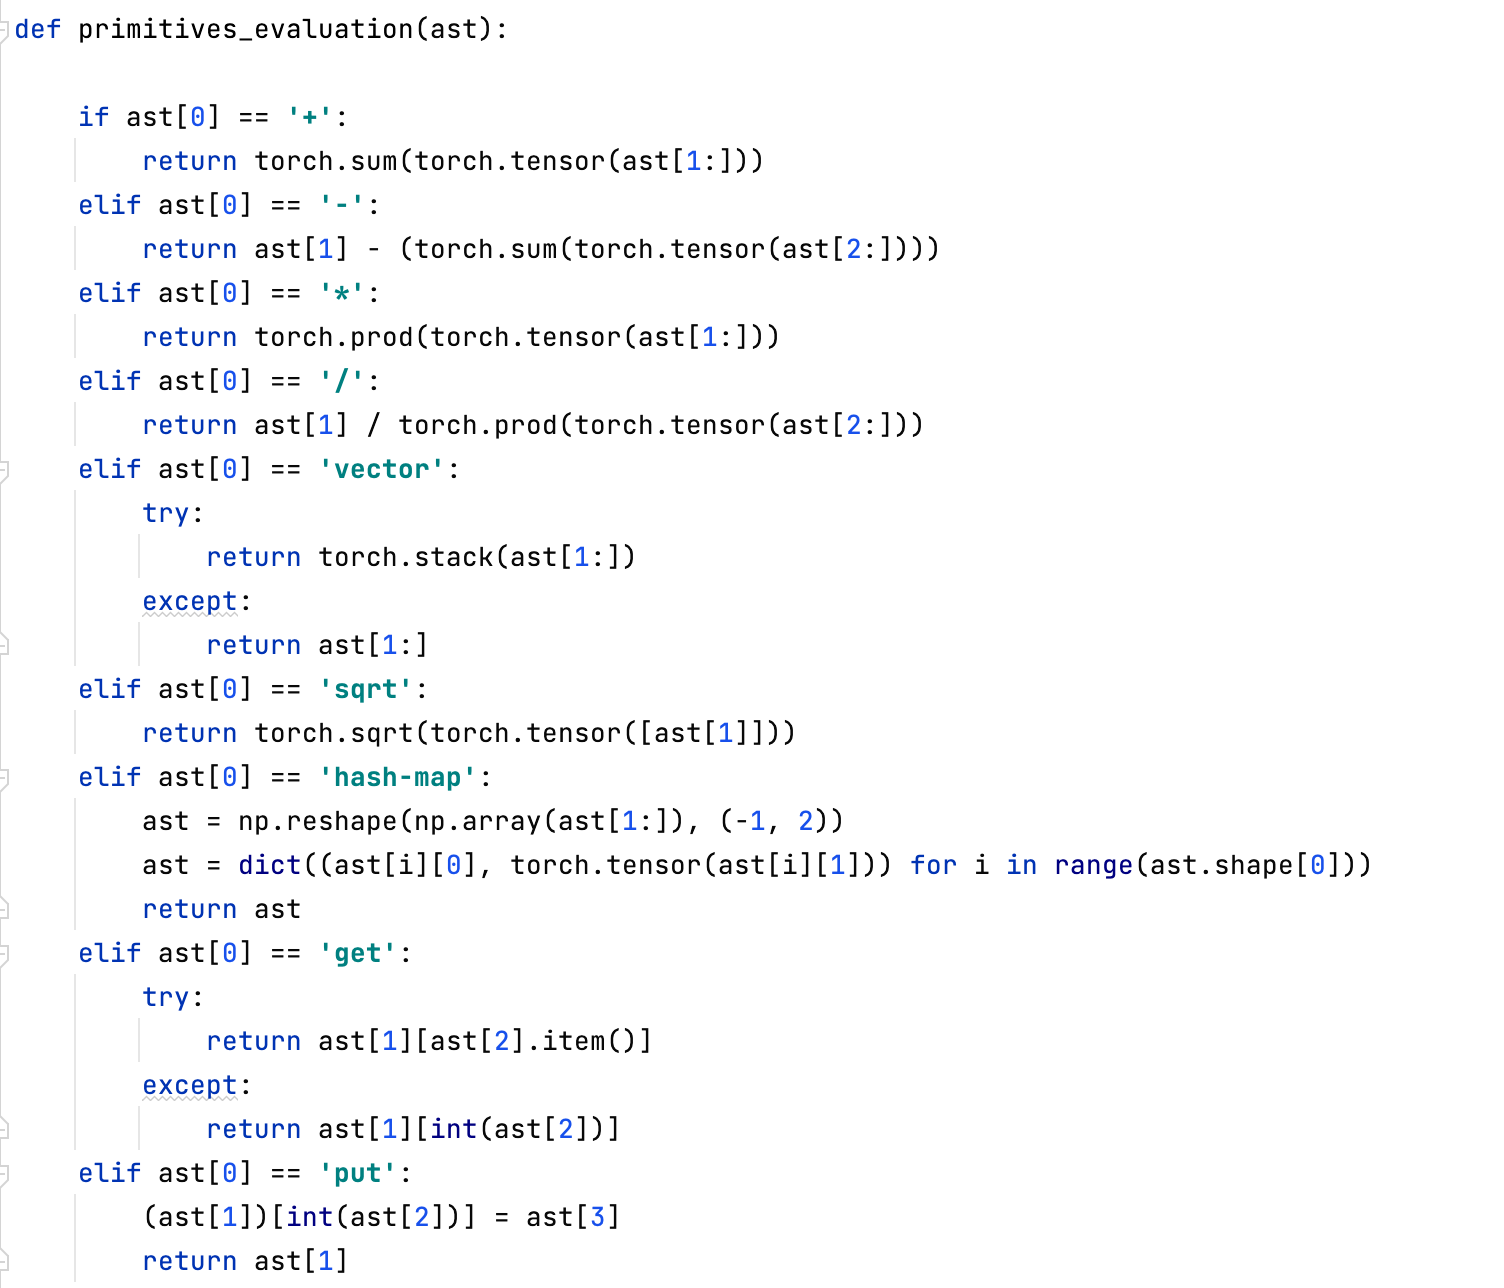 def primitives_evaluation(ast):
    if ast[0] == '+':
        return torch.sum(torch.tensor(ast[1:]))
    elif ast[0] == '-':
        return ast[1] - (torch.sum(torch.tensor(ast[2:])))
    elif ast[0] == '*':
        return torch.prod(torch.tensor(ast[1:]))
    elif ast[0] == '/':
        return ast[1] / torch.prod(torch.tensor(ast[2:]))
    elif ast[0] == 'vector':
        try:
            return torch.stack(ast[1:])
        except:
            return ast[1:]
    elif ast[0] == 'sqrt':
        return torch.sqrt(torch.tensor([ast[1]]))
    elif ast[0] == 'hash-map':
        ast = np.reshape(np.array(ast[1:]), (-1, 2))
        ast = dict((ast[i][0], torch.tensor(ast[i][1])) for i in range(ast.shape[0]))
        return ast
    elif ast[0] == 'get':
        try:
            return ast[1][ast[2].item()]
        except:
            return ast[1][int(ast[2])]
    elif ast[0] == 'put':
        (ast[1])[int(ast[2])] = ast[3]
        return ast[1]